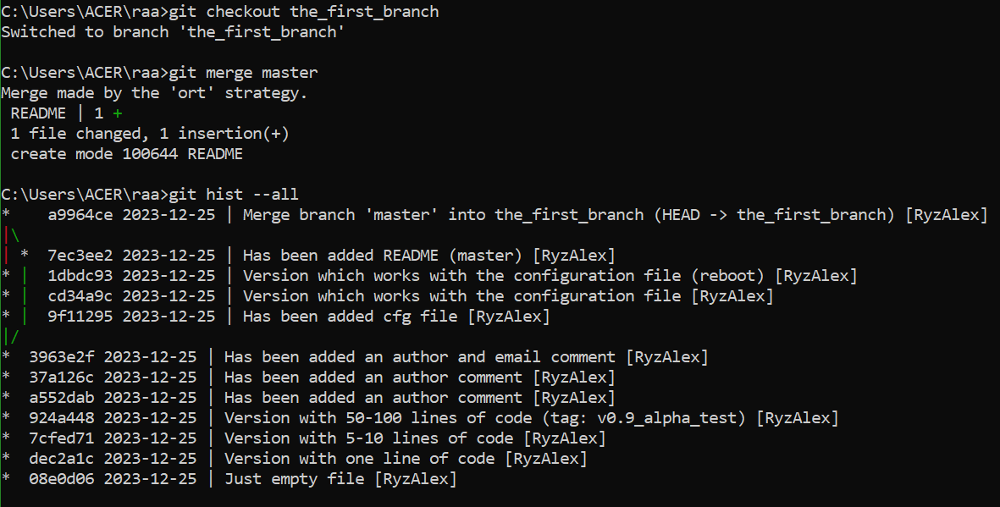 C:\Users\ACER\raa>git checkout the_first_branch
Switched to branch 'the_first_branch'
C:\Users\ACER\raa>git merge master
Merge made by the 'ort' strategy.
 README | 1 +
 1 file changed, 1 insertion(+)
 create mode 100644 README
C:\Users\ACER\raa>git hist --all
*    a9964ce 2023-12-25 | Merge branch 'master' into the_first_branch (HEAD -> the_first_branch) [RyzAlex]
|\
| *  7ec3ee2 2023-12-25 | Has been added README (master) [RyzAlex]
* |  1dbdc93 2023-12-25 | Version which works with the configuration file (reboot) [RyzAlex]
* |  cd34a9c 2023-12-25 | Version which works with the configuration file [RyzAlex]
* |  9f11295 2023-12-25 | Has been added cfg file [RyzAlex]
|/
*  3963e2f 2023-12-25 | Has been added an author and email comment [RyzAlex]
*  37a126c 2023-12-25 | Has been added an author comment [RyzAlex]
*  a552dab 2023-12-25 | Has been added an author comment [RyzAlex]
*  924a448 2023-12-25 | Version with 50-100 lines of code (tag: v0.9_alpha_test) [RyzAlex]
*  7cfed71 2023-12-25 | Version with 5-10 lines of code [RyzAlex]
*  dec2a1c 2023-12-25 | Version with one line of code [RyzAlex]
*  08e0d06 2023-12-25 | Just empty file [RyzAlex]